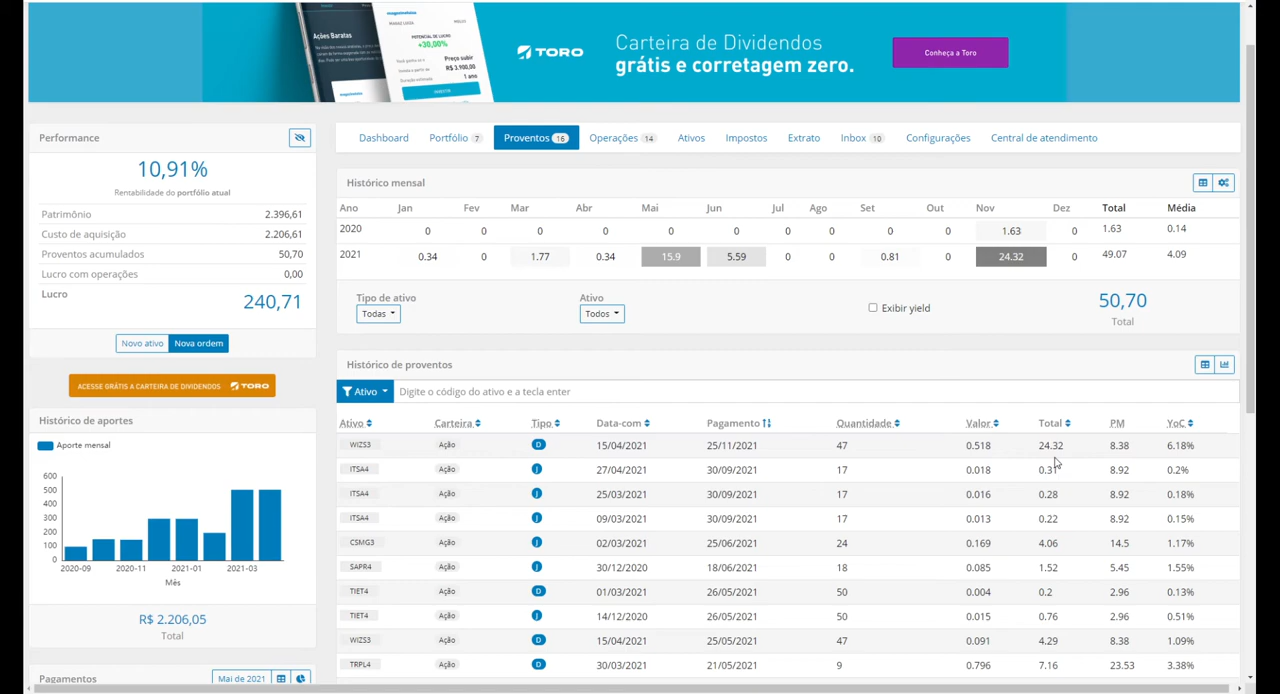 Ações Baratas
POTENCIAL DE LUCRO
+30,00%
Preço subir
R$ 3.900,00
1 ano
TORO
Carteira de Dividendos
grátis e corretagem zero.
Conheça a Toro
Performance
10,91%
Rentabilidade do portfólio atual
Patrimônio 2.396,61
Custo de aquisição 2.206,61
Proventos acumulados 50,70
Lucro com operações 0,00
Lucro 240,71
Novo ativo Nova ordem
ACESSE GRÁTIS A CARTEIRA DE DIVIDENDOS TORO
Histórico de aportes
Aporte mensal
600
500
400
300
200
100
0
2020-09 2020-11 2021-01 2021-03
Mês
R$ 2.206,05
Total
Pagamentos Mai de 2021
Dashboard Portfólio 7 Proventos 16 Operações 14 Ativos Impostos Extrato Inbox 10 Configurações Central de atendimento
Histórico mensal
Ano Jan Fev Mar Abr Mai Jun Jul Ago Set Out Nov Dez Total Média
2020 0 0 0 0 0 0 0 0 0 0 1.63 0 1.63 0.14
2021 0.34 0 1.77 0.34 15.9 5.59 0 0 0.81 0 24.32 0 49.07 4.09
Tipo de ativo Ativo
Todas Todos Exibir yield 50,70
Total
Histórico de proventos
Ativo Digite o código do ativo e a tecla enter
Ativo Carteira Tipo Data-com Pagamento Quantidade Valor Total PM YoC
WIZS3 Ação D 15/04/2021 25/11/2021 47 0.518 24.32 8.38 6.18%
ITSA4 Ação J 27/04/2021 30/09/2021 17 0.018 0.31 8.92 0.2%
ITSA4 Ação J 25/03/2021 30/09/2021 17 0.016 0.28 8.92 0.18%
ITSA4 Ação J 09/03/2021 30/09/2021 17 0.013 0.22 8.92 0.15%
CSMG3 Ação J 02/03/2021 25/06/2021 24 0.169 4.06 14.5 1.17%
SAPR4 Ação J 30/12/2020 18/06/2021 18 0.085 1.52 5.45 1.55%
TIET4 Ação D 01/03/2021 26/05/2021 50 0.004 0.2 2.96 0.13%
TIET4 Ação J 14/12/2020 26/05/2021 50 0.015 0.76 2.96 0.51%
WIZS3 Ação D 15/04/2021 25/05/2021 47 0.091 4.29 8.38 1.09%
TRPL4 Ação D 30/03/2021 21/05/2021 9 0.796 7.16 23.53 3.38%